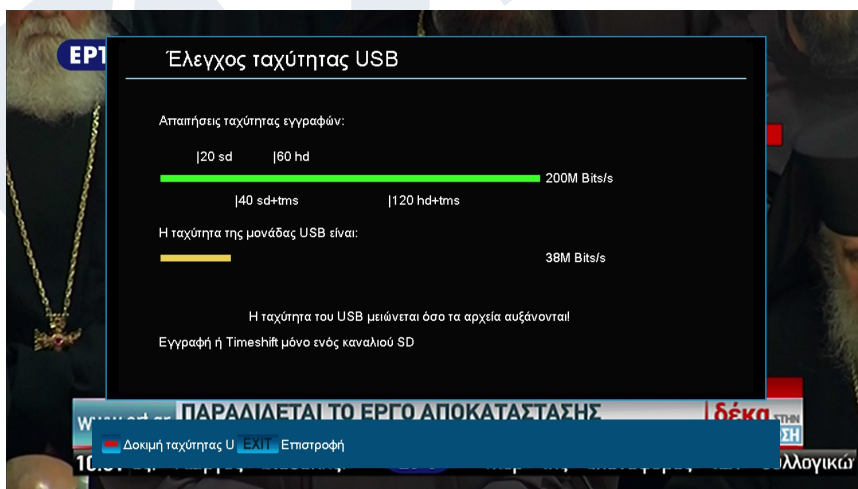 ΕΡΤ
Έλεγχος ταχύτητας USB
Απαιτήσεις ταχύτητας εγγραφών:
|20 sd |60 hd
200M Bits/s
|40 sd+tms |120 hd+tms
Η ταχύτητα της μονάδας USB είναι:
38M Bits/s
Η ταχύτητα του USB μειώνεται όσο τα αρχεία αυξάνονται!
Εγγραφή ή Timeshift μόνο ενός καναλιού SD
ΠΑΡΑΔΙΔΕΤΑΙ ΤΟ ΕΡΓΟ ΑΠΟΚΑΤΑΣΤΑΣΗΣ
δέκα
ΣΤΗΝ
Δοκιμή ταχύτητας U EXIT Επιστροφή